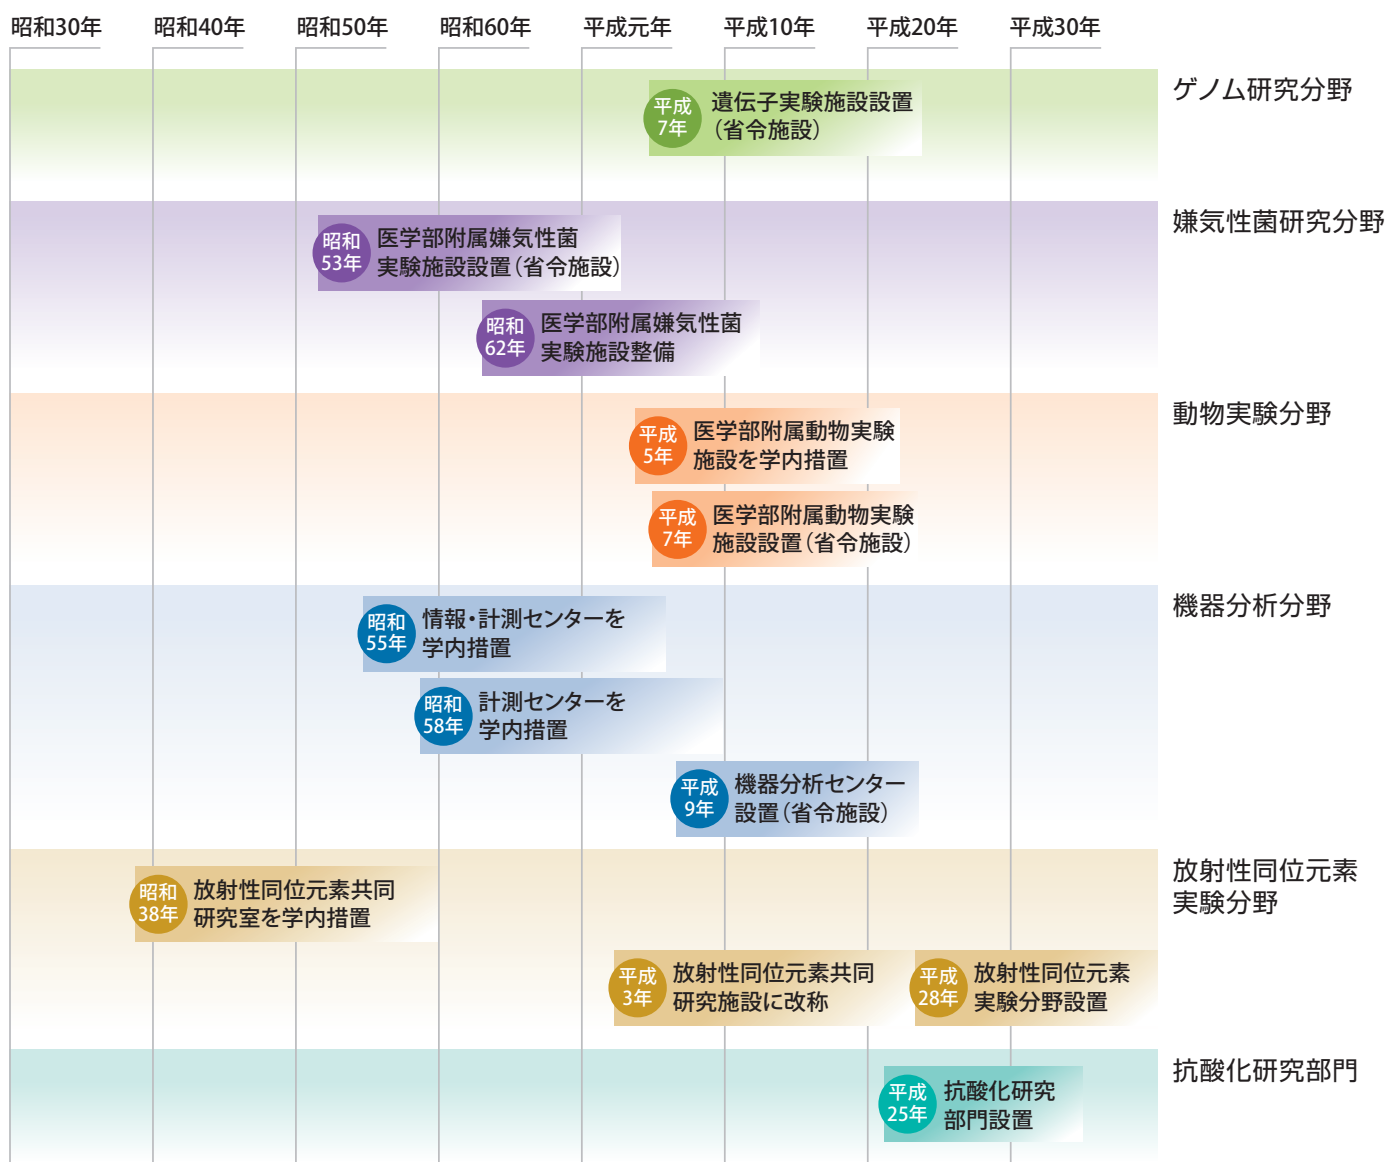 昭和30年 昭和40年 昭和50年 昭和60年 平成元年 平成10年 平成20年 平成30年
ゲノム研究分野
平成
7年
遺伝子実験施設設置
（省令施設）
嫌気性菌研究分野
昭和
53年
医学部附属嫌気性菌
実験施設設置（省令施設）
昭和
62年
医学部附属嫌気性菌
実験施設整備
動物実験分野
平成
5年
医学部附属動物実験
施設を学内措置
平成
7年
医学部附属動物実験
施設設置（省令施設）
機器分析分野
昭和
55年
情報・計測センターを
学内措置
昭和
58年
計測センターを
学内措置
平成
9年
機器分析センター
設置（省令施設）
放射性同位元素
実験分野
昭和
38年
放射性同位元素共同
研究室を学内措置
平成
3年
放射性同位元素共同
研究施設に改称
平成
28年
放射性同位元素
実験分野設置
抗酸化研究部門
平成
25年
抗酸化研究
部門設置